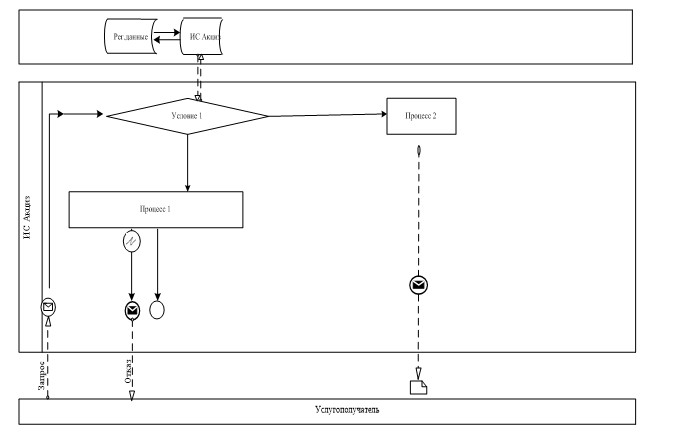 Рег.данные
ИС Акциз
Условие 1
Процесс 2
Процесс 1
ИС Акциз
Запрос
Отказ
Услугополучатель